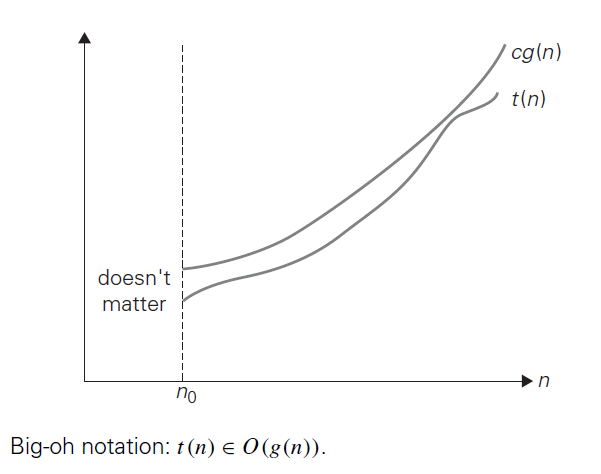 cg(n)
t(n)
doesn't
matter
n
n₀
Big-oh notation: t(n) ∈ O(g(n)).